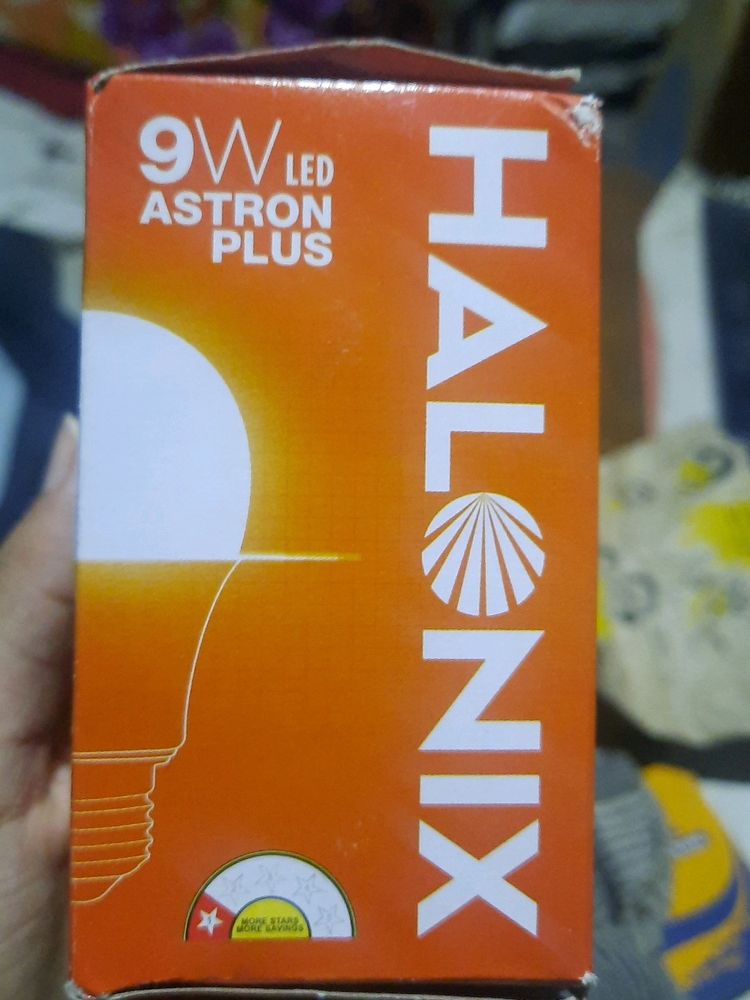 9W LED
ASTRON
PLUS
HALONIX
MORE STARS
MORE SAVINGS